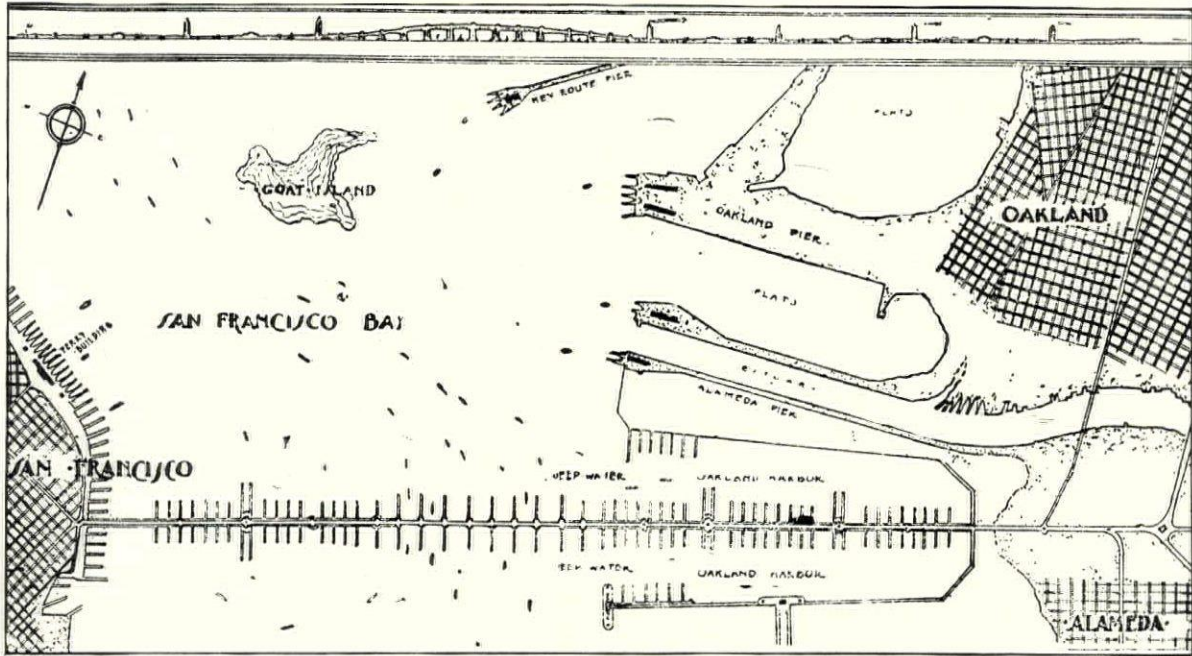 KEY ROUTE PIER
FLATS
GOAT ISLAND
OAKLAND
OAKLAND PIER
FLATS
SAN FRANCISCO BAY
FERRY
BUILDING
ESTUARY
ALAMEDA PIER
SAN FRANCISCO
DEEP WATER
OAKLAND HARBOR
DEEP WATER
OAKLAND HARBOR
ALAMEDA